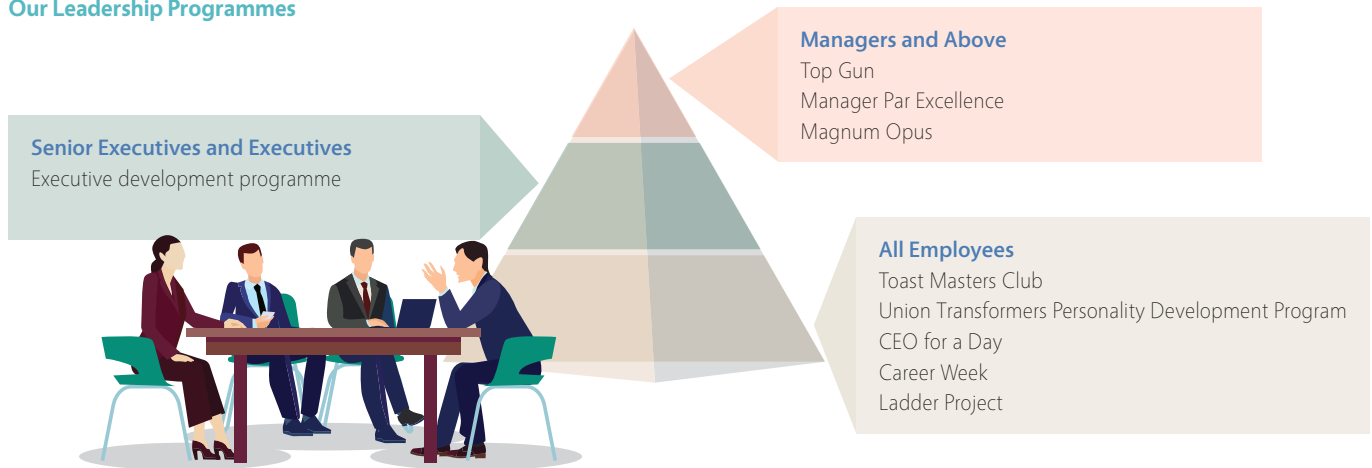 Our Leadership Programmes
Managers and Above
Top Gun
Manager Par Excellence
Magnum Opus
Senior Executives and Executives
Executive development programme
All Employees
Toast Masters Club
Union Transformers Personality Development Program
CEO for a Day
Career Week
Ladder Project